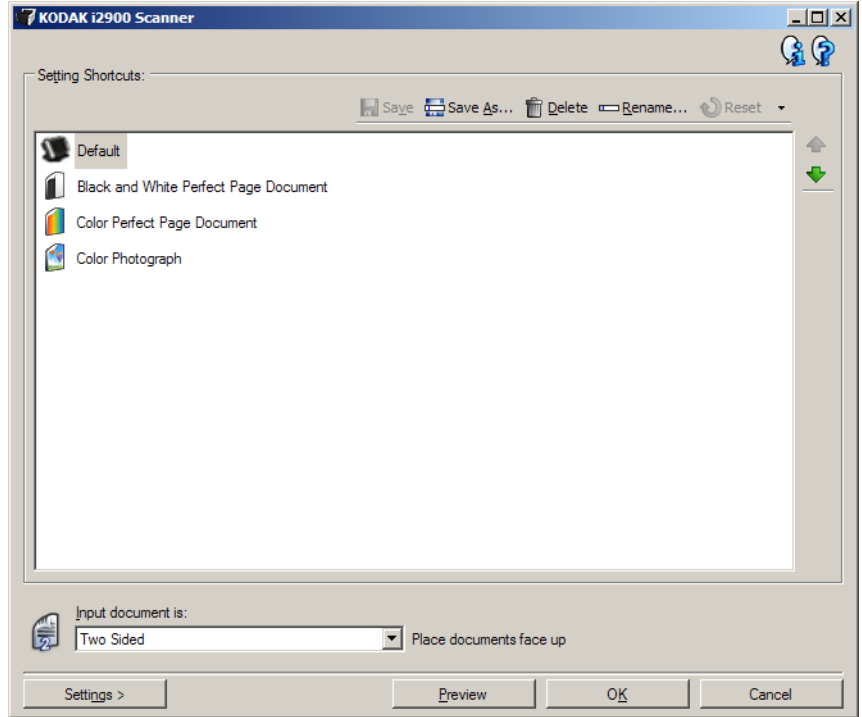 KODAK i2900 Scanner
Setting Shortcuts:
Save Save As... Delete Rename... Reset
Default
Black and White Perfect Page Document
Color Perfect Page Document
Color Photograph
Input document is:
2
Two Sided Place documents face up
Settings > Preview OK Cancel